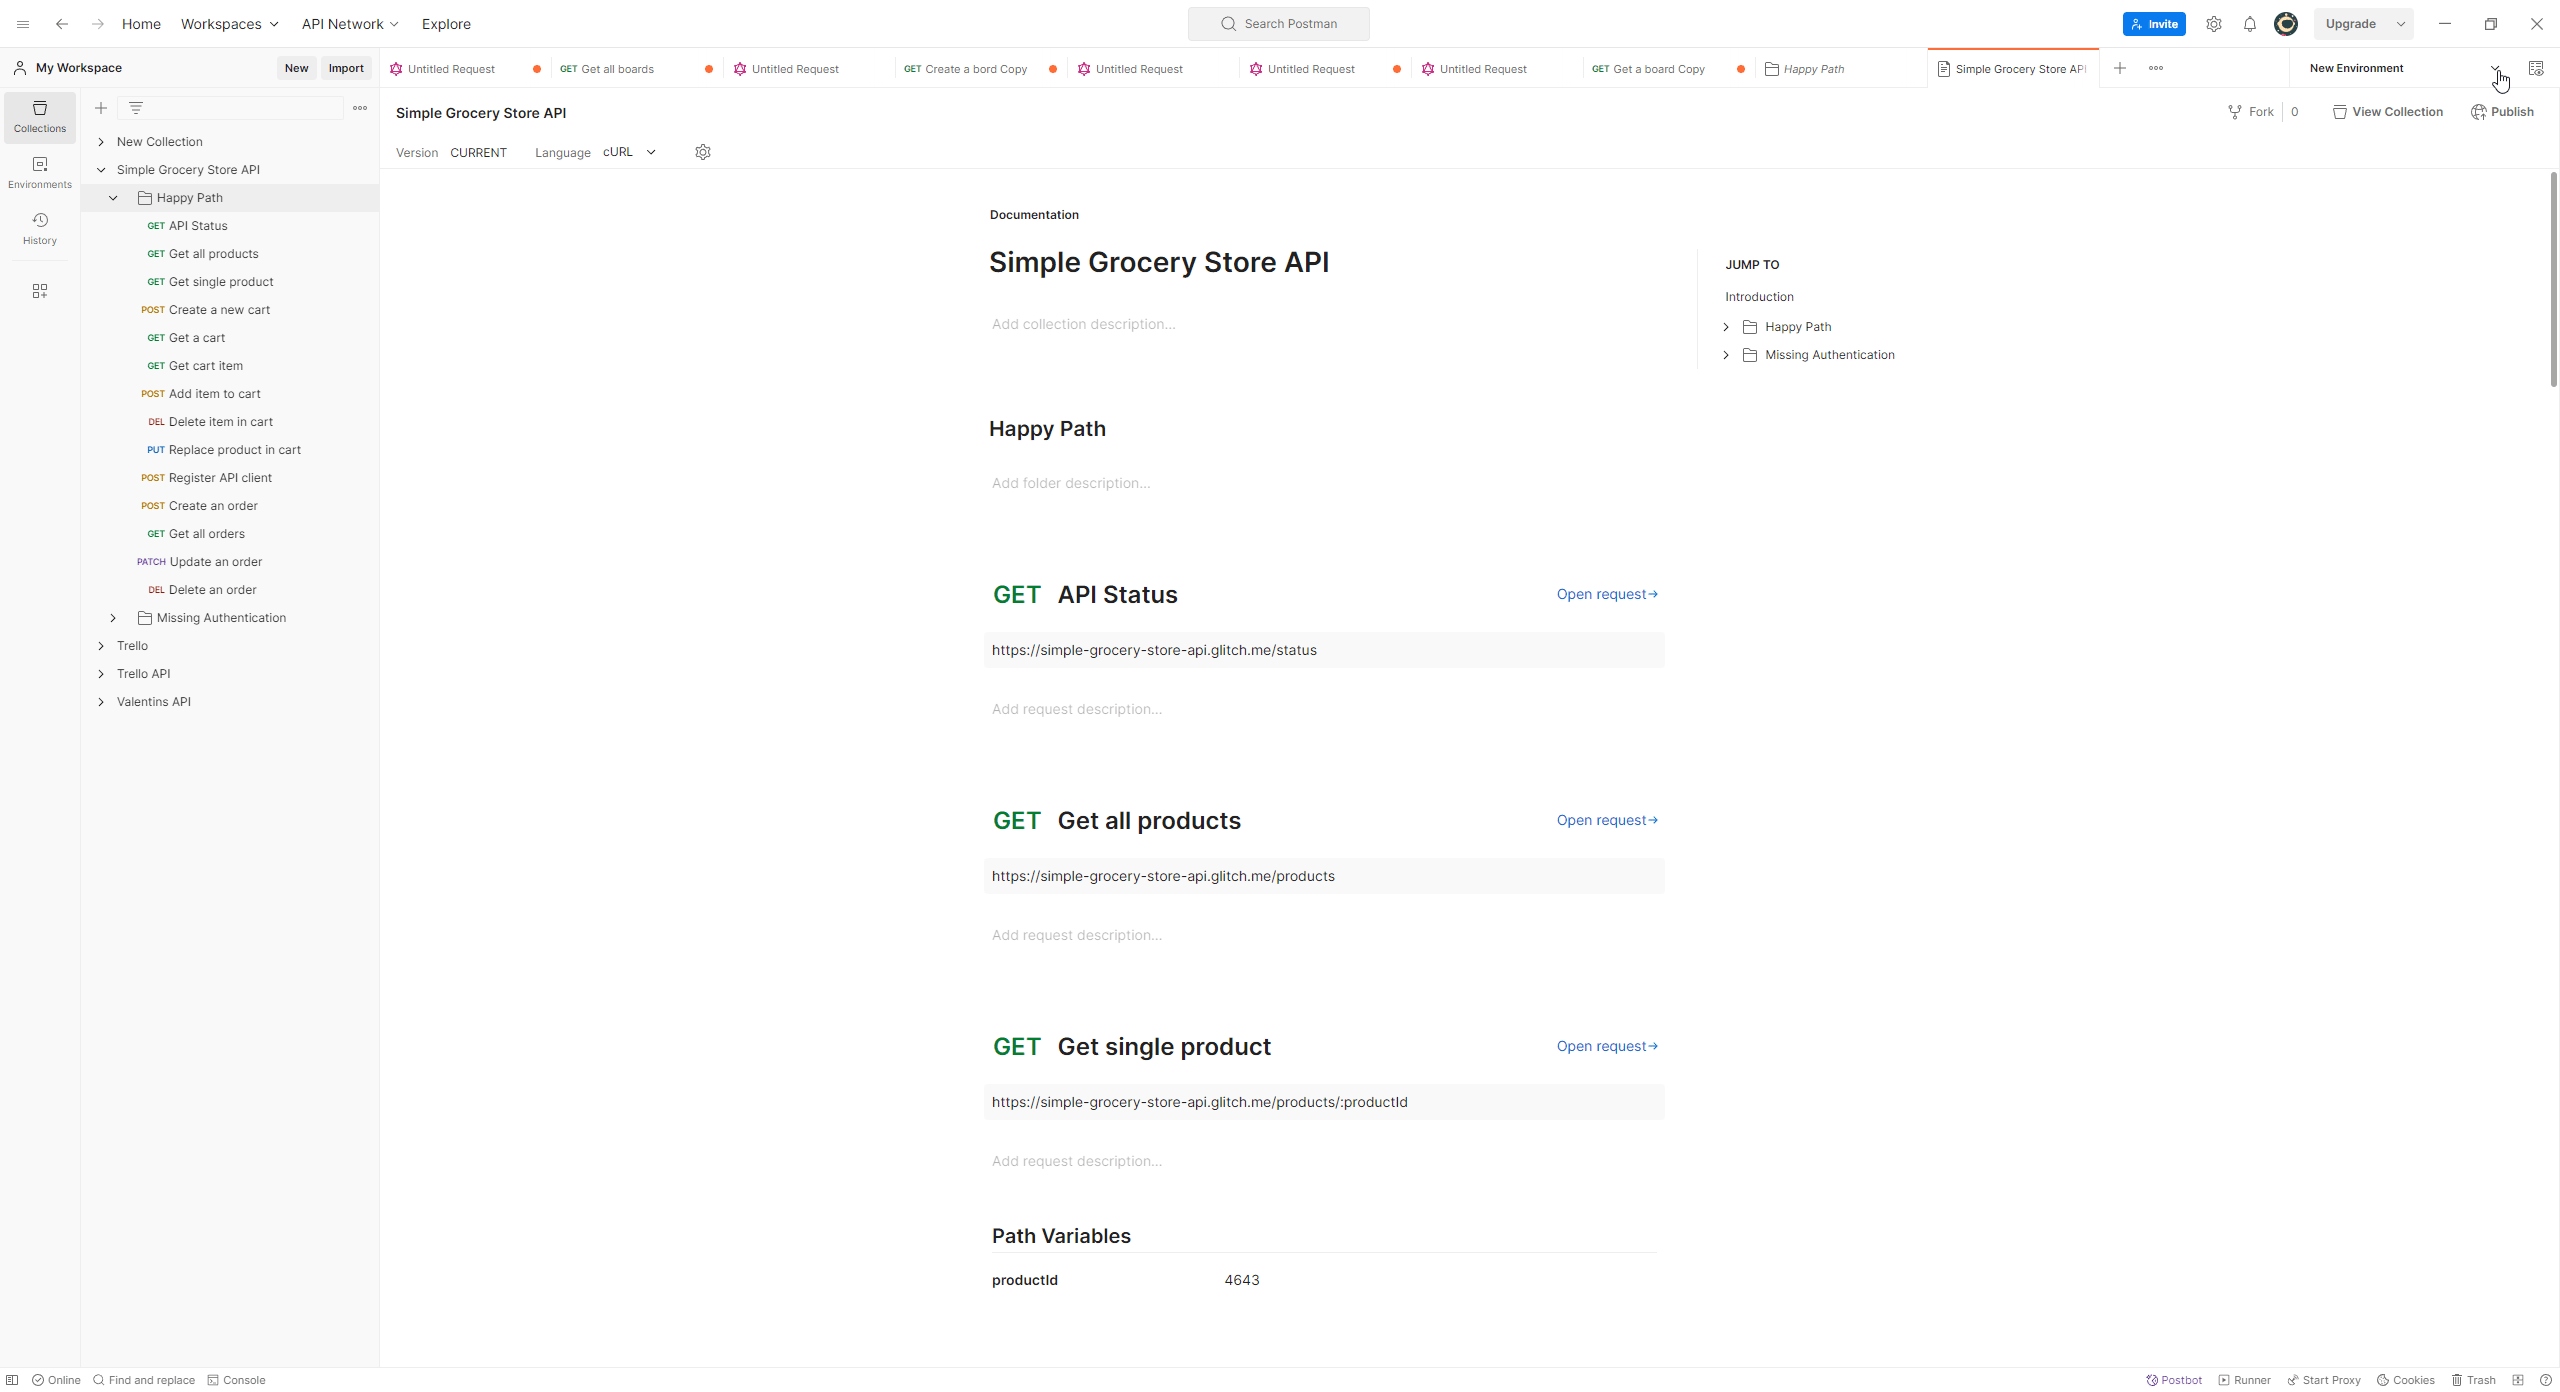 Home Workspaces API Network Explore Search Postman Invite Upgrade
My Workspace New Import Untitled Request GET Get all boards Untitled Request GET Create a bord Copy Untitled Request Untitled Request Untitled Request GET Get a board Copy Happy Path Simple Grocery Store API New Environment
Collections
Environments
History
New Collection
Simple Grocery Store API
Happy Path
GET API Status
GET Get all products
GET Get single product
POST Create a new cart
GET Get a cart
GET Get cart item
POST Add item to cart
DEL Delete item in cart
PUT Replace product in cart
POST Register API client
POST Create an order
GET Get all orders
PATCH Update an order
DEL Delete an order
Missing Authentication
Trello
Trello API
Valentins API
Simple Grocery Store API Fork 0 View Collection Publish
Version CURRENT Language cURL
Documentation
Simple Grocery Store API
Add collection description...
JUMP TO
Introduction
Happy Path
Missing Authentication
Happy Path
Add folder description...
GET API Status Open request→
https://simple-grocery-store-api.glitch.me/status
Add request description...
GET Get all products Open request→
https://simple-grocery-store-api.glitch.me/products
Add request description...
GET Get single product Open request→
https://simple-grocery-store-api.glitch.me/products/:productId
Add request description...
Path Variables
productId 4643
Online Find and replace Console Postbot Runner Start Proxy Cookies Trash